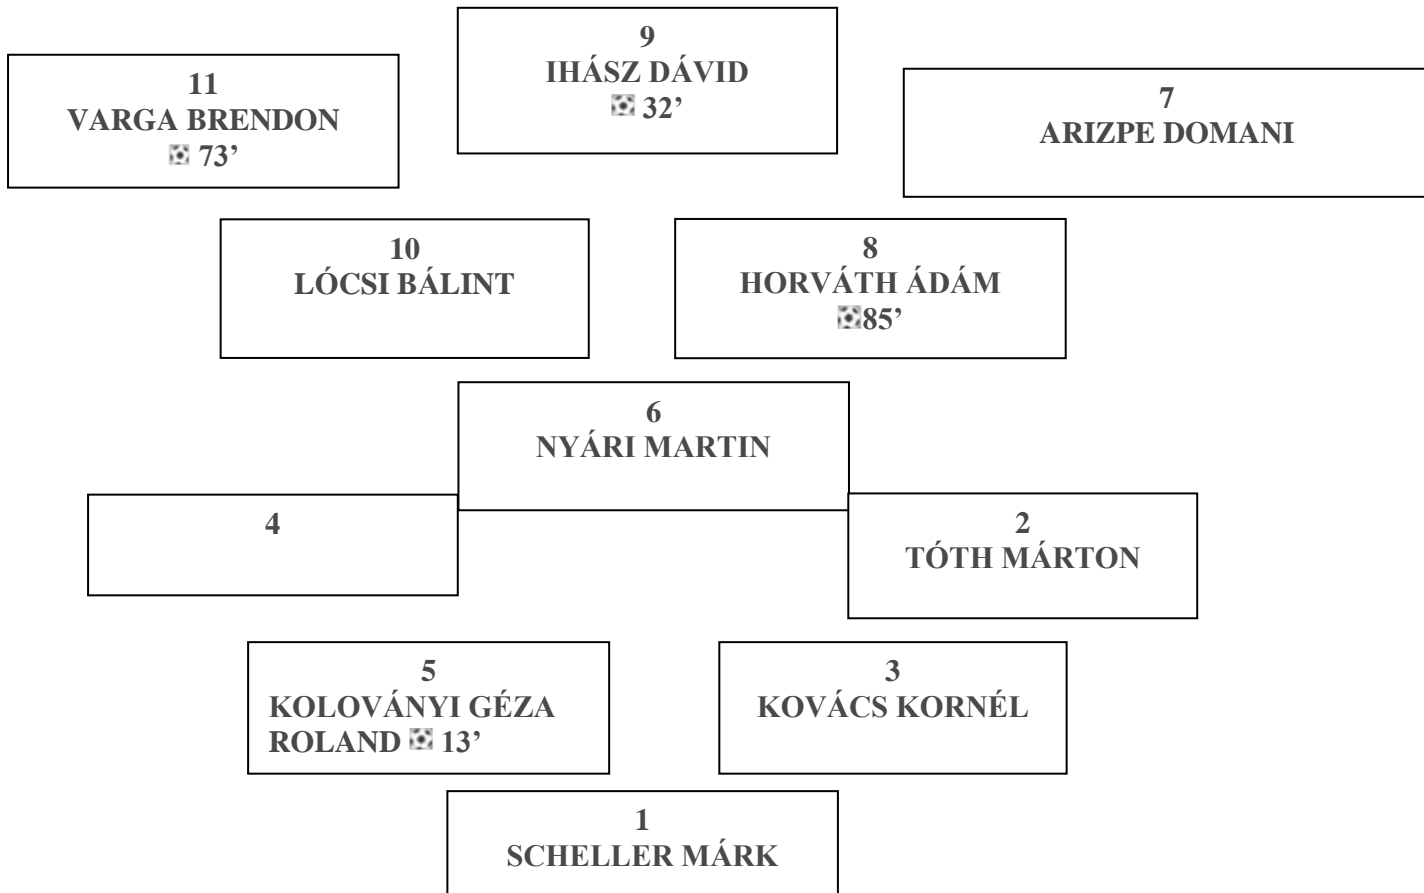 9
IHÁSZ DÁVID
⚽ 32’
11
VARGA BRENDON
⚽ 73’
7
ARIZPE DOMANI
10
LÓCSI BÁLINT
8
HORVÁTH ÁDÁM
⚽85’
6
NYÁRI MARTIN
4
2
TÓTH MÁRTON
5
KOLOVÁNYI GÉZA
ROLAND ⚽ 13’
3
KOVÁCS KORNÉL
1
SCHELLER MÁRK